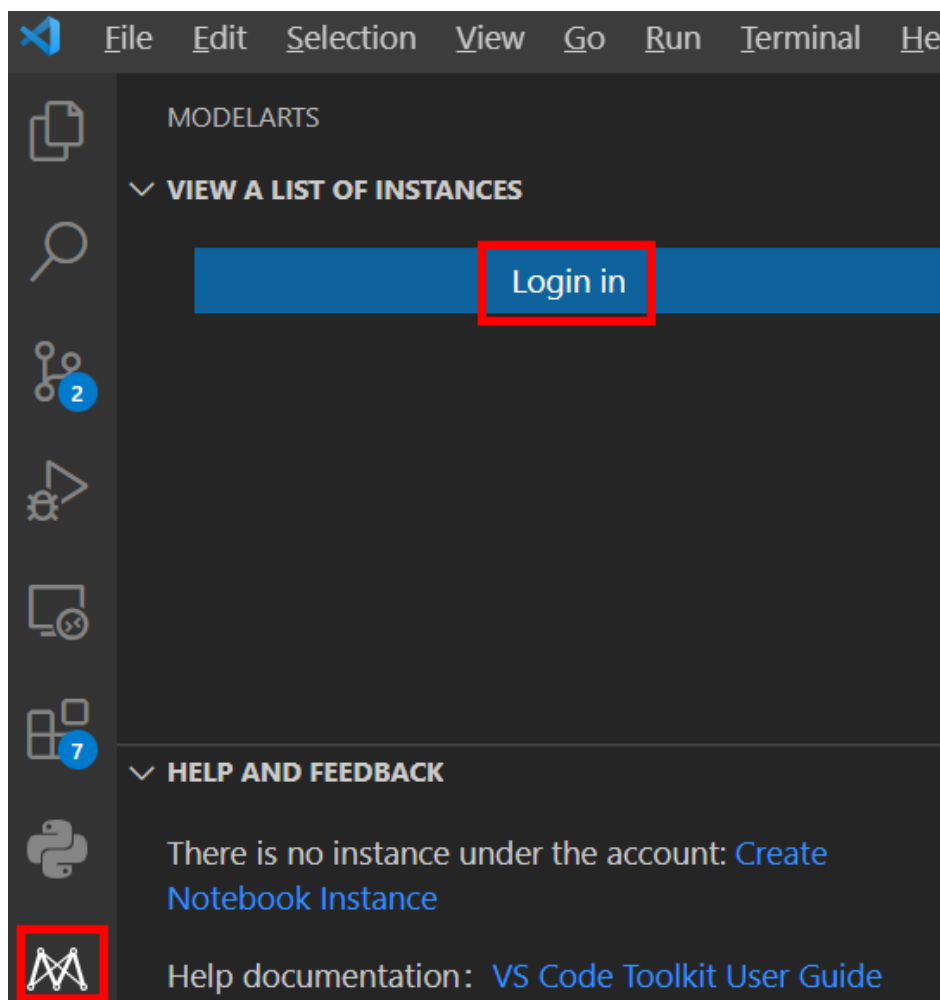 File Edit Selection View Go Run Terminal He
MODELARTS
VIEW A LIST OF INSTANCES
Login in
2
7
HELP AND FEEDBACK
There is no instance under the account: Create
Notebook Instance
Help documentation： VS Code Toolkit User Guide